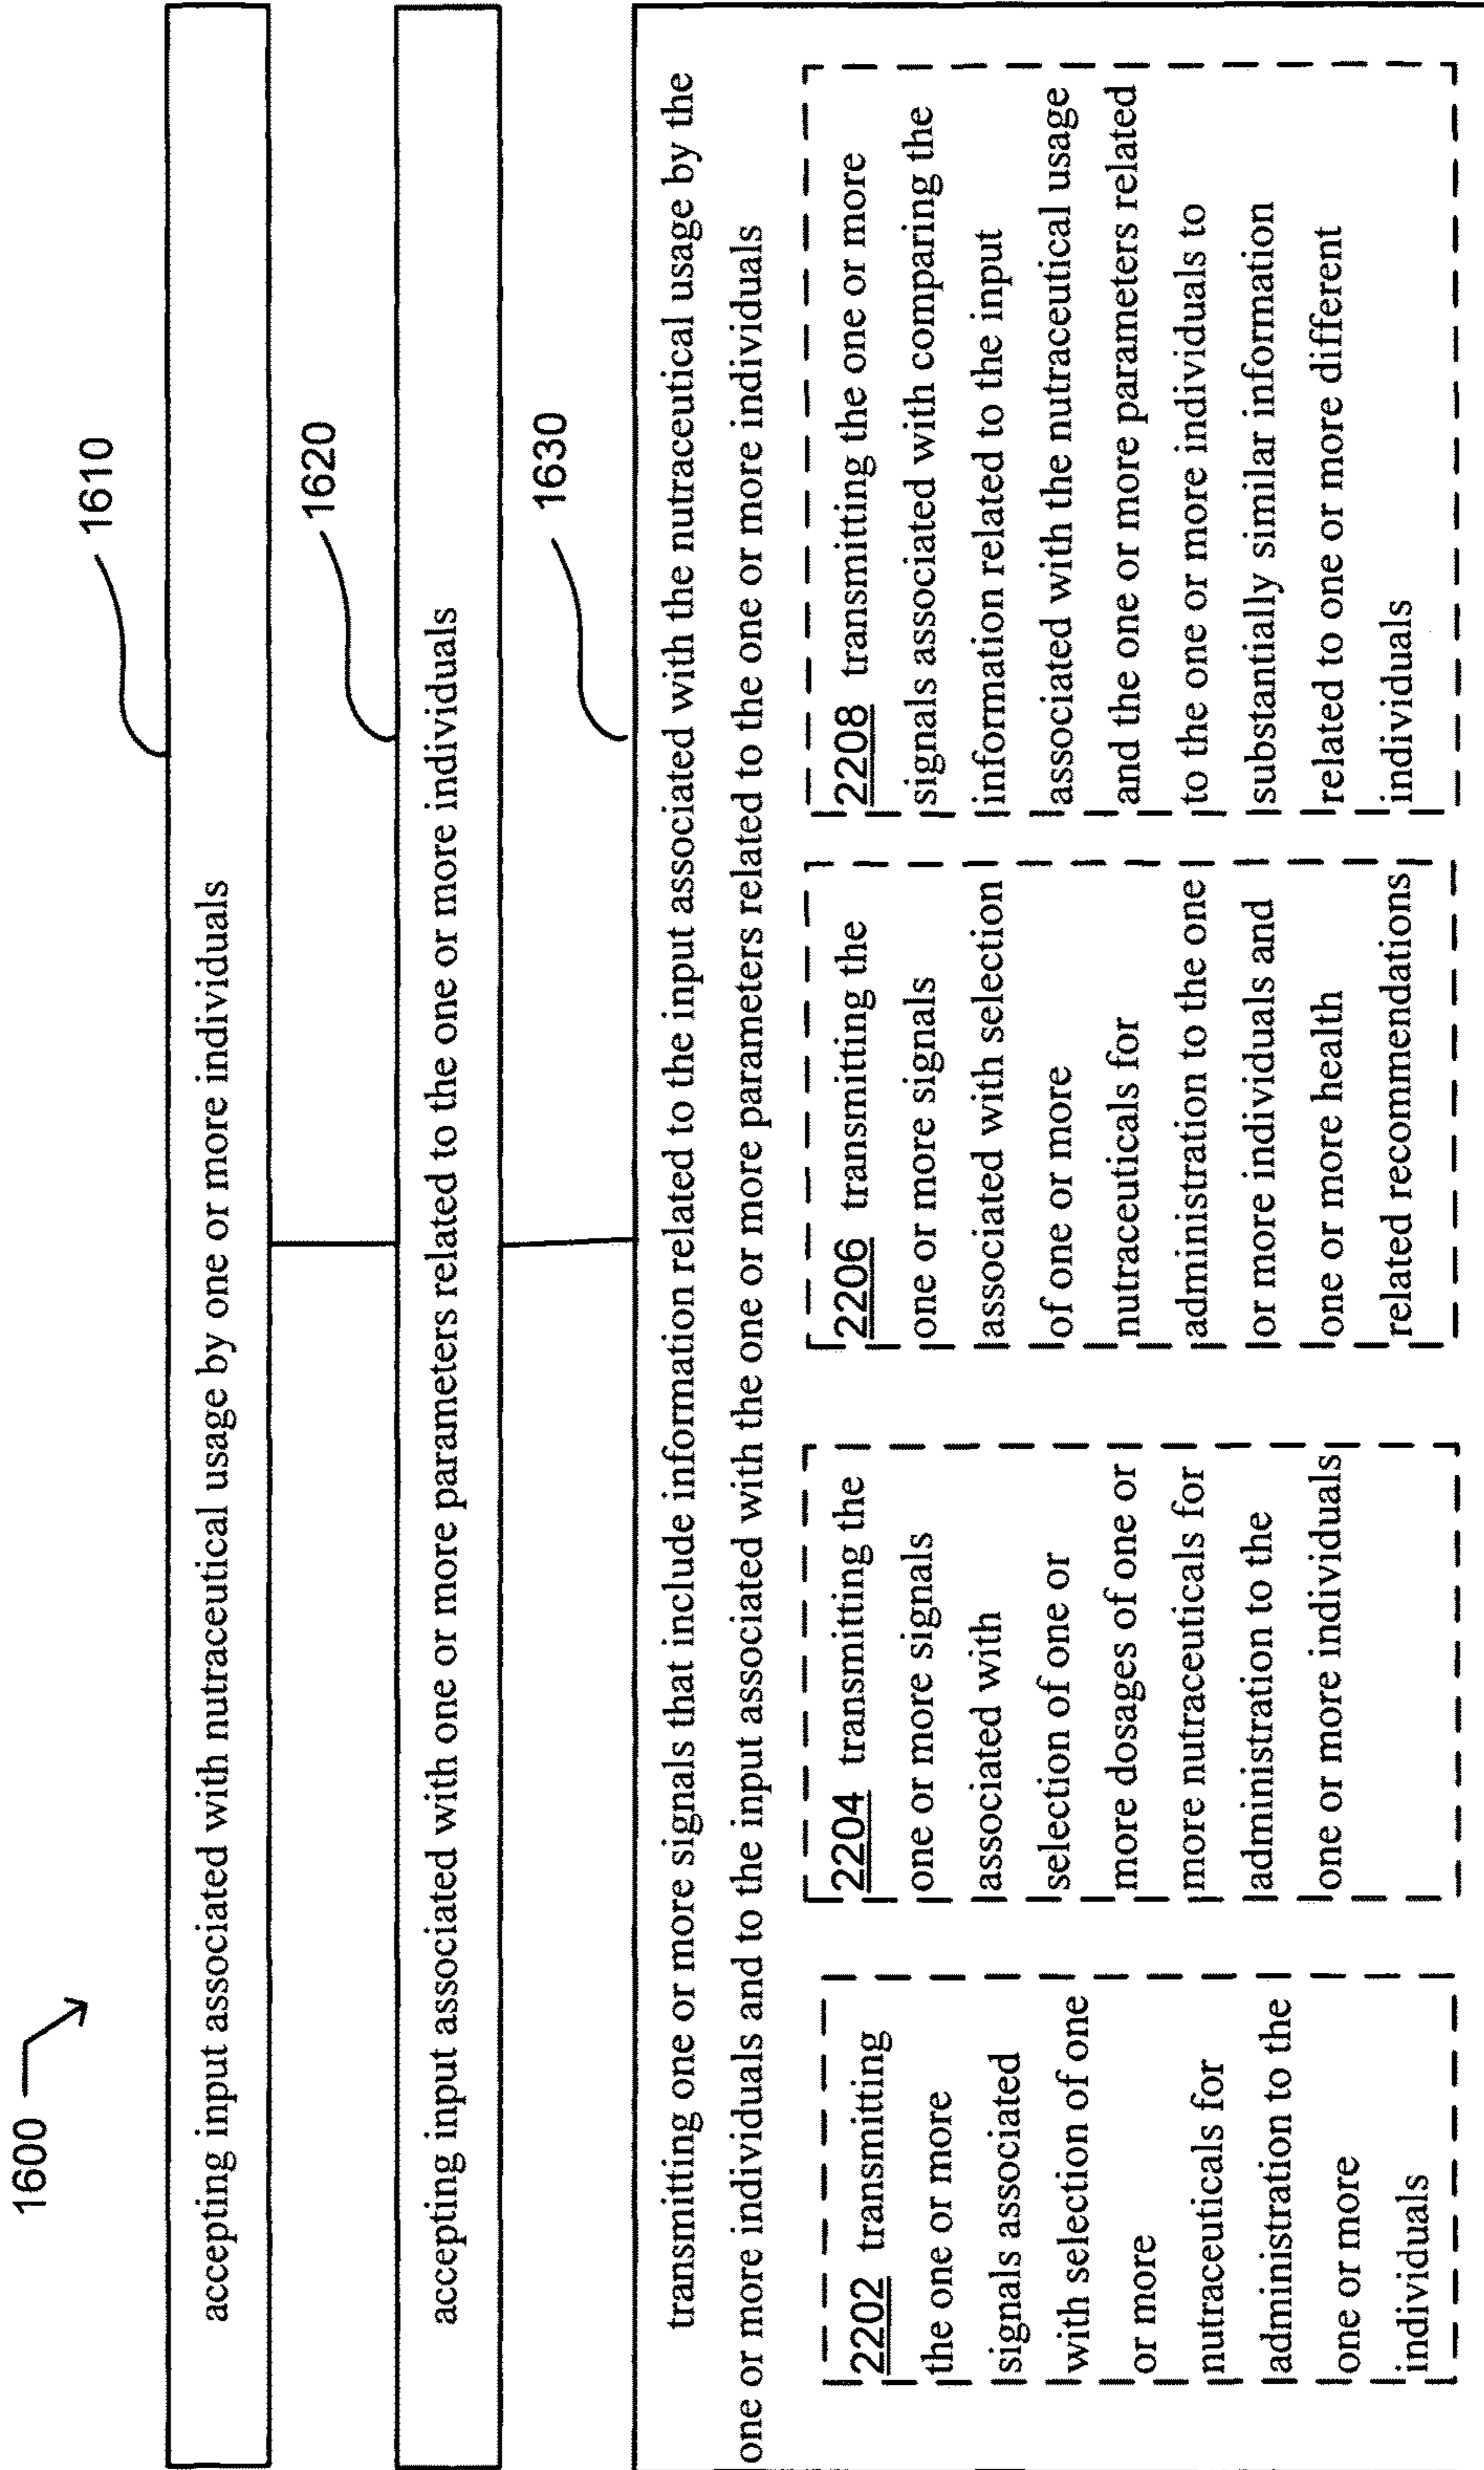 1600
1610
accepting input associated with nutraceutical usage by one or more individuals
1620
accepting input associated with one or more parameters related to the one or more individuals
1630
transmitting one or more signals that include information related to the input associated with the nutraceutical usage by the
one or more individuals and to the input associated with the one or more parameters related to the one or more individuals
2202 transmitting
the one or more
signals associated
with selection of one
or more
nutraceuticals for
administration to the
one or more
individuals
2204 transmitting the
one or more signals
associated with
selection of one or
more dosages of one or
more nutraceuticals for
administration to the
one or more individuals
2206 transmitting the
one or more signals
associated with selection
of one or more
nutraceuticals for
administration to the one
or more individuals and
one or more health
related recommendations
2208 transmitting the one or more
signals associated with comparing the
information related to the input
associated with the nutraceutical usage
and the one or more parameters related
to the one or more individuals to
substantially similar information
related to one or more different
individuals